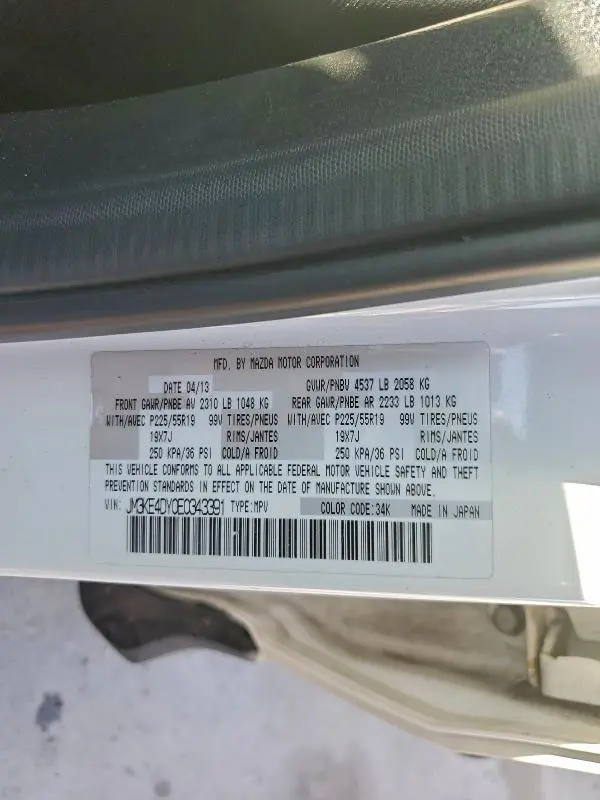 MFD. BY MAZDA MOTOR CORPORATION
DATE 04/13 GVWR/PNBV 4537 LB 2058 KG
FRONT GAWR/PNBE AV 2310 LB 1048 KG REAR GAWR/PNBE AR 2233 LB 1013 KG
WITH/AVEC P225/55R19 99V TIRES/PNEUS WITH/AVEC P225/55R19 99V TIRES/PNEUS
19X7J RIMS/JANTES 19X7J RIMS/JANTES
250 KPA/36 PSI COLD/A FROID 250 KPA/36 PSI COLD/A FROID
THIS VEHICLE CONFORMS TO ALL APPLICABLE FEDERAL MOTOR VEHICLE SAFETY AND THEFT
PREVENTION STANDARDS IN EFFECT ON THE DATE OF MANUFACTURE SHOWN ABOVE.
VIN: JM3KE4DY0E0343391 TYPE:MPV COLOR CODE:34K MADE IN JAPAN